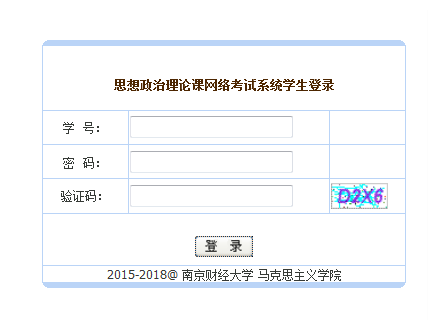 思想政治理论课网络考试系统学生登录
学 号：
密 码：
验证码：
D2X6
登 录
2015-2018@ 南京财经大学 马克思主义学院